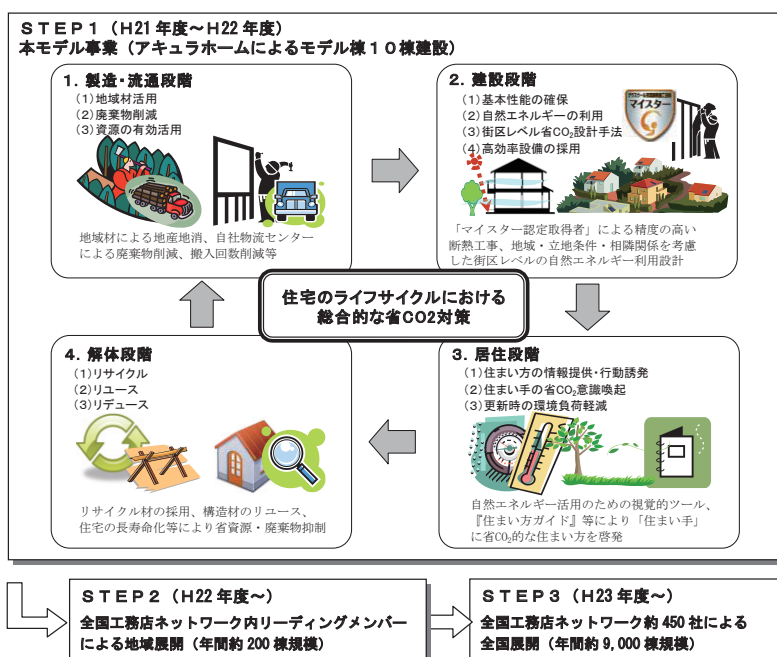 ＳＴＥＰ１（H21 年度～H22 年度）
本モデル事業（アキュラホームによるモデル棟１０棟建設）
1．製造・流通段階
(1)地域材活用
(2)廃棄物削減
(3)資源の有効活用
地域材による地産地消、自社物流センター
による廃棄物削減、搬入回数削減等
2．建設段階
(1)基本性能の確保
(2)自然エネルギーの利用
(3)街区レベル省CO₂設計手法
(4)高効率設備の採用
マイスター
「マイスター認定取得者」による精度の高い
断熱工事、地域・立地条件・相隣関係を考慮
した街区レベルの自然エネルギー利用設計
住宅のライフサイクルにおける
総合的な省CO2対策
4．解体段階
(1)リサイクル
(2)リユース
(3)リデュース
リサイクル材の採用、構造材のリユース、
住宅の長寿命化等により省資源・廃棄物抑制
3．居住段階
(1)住まい方の情報提供・行動誘発
(2)住まい手の省CO₂意識喚起
(3)更新時の環境負荷軽減
自然エネルギー活用のための視覚的ツール、
『住まい方ガイド』等により「住まい手」
に省CO₂的な住まい方を啓発
ＳＴＥＰ２（H22 年度～）
全国工務店ネットワーク内リーディングメンバー
による地域展開（年間約 200 棟規模）
ＳＴＥＰ３（H23 年度～）
全国工務店ネットワーク約 450 社による
全国展開（年間約 9,000 棟規模）